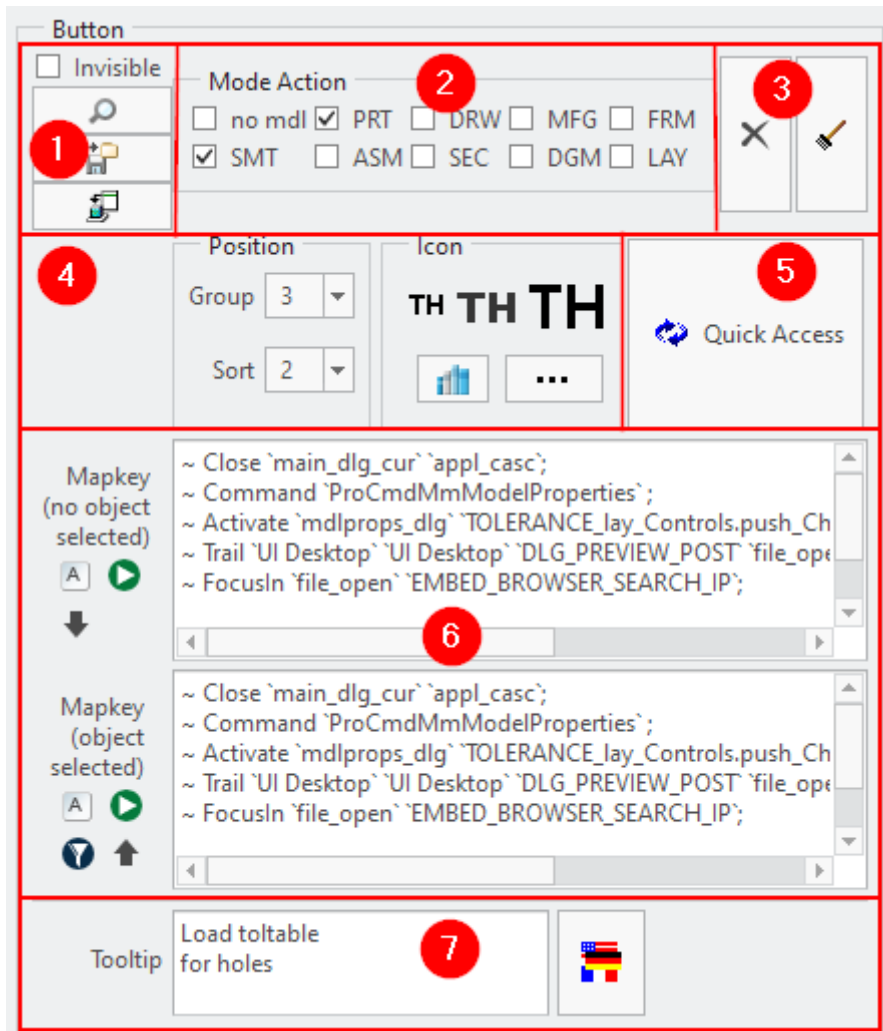 Button
Invisible
1
Mode Action
2
no mdl PRT DRW MFG FRM
SMT ASM SEC DGM LAY
3
4
Position
Group 3
Sort 2
Icon
TH TH TH
...
5
Quick Access
Mapkey
(no object
selected)
A
~ Close `main_dlg_cur` `appl_casc`;
~ Command `ProCmdMmModelProperties` ;
~ Activate `mdlprops_dlg` `TOLERANCE_lay_Controls.push_Ch
~ Trail `UI Desktop` `UI Desktop` `DLG_PREVIEW_POST` `file_ope
~ FocusIn `file_open` `EMBED_BROWSER_SEARCH_IP`;
6
Mapkey
(object
selected)
A
~ Close `main_dlg_cur` `appl_casc`;
~ Command `ProCmdMmModelProperties` ;
~ Activate `mdlprops_dlg` `TOLERANCE_lay_Controls.push_Ch
~ Trail `UI Desktop` `UI Desktop` `DLG_PREVIEW_POST` `file_ope
~ FocusIn `file_open` `EMBED_BROWSER_SEARCH_IP`;
Tooltip
Load toltable
for holes
7